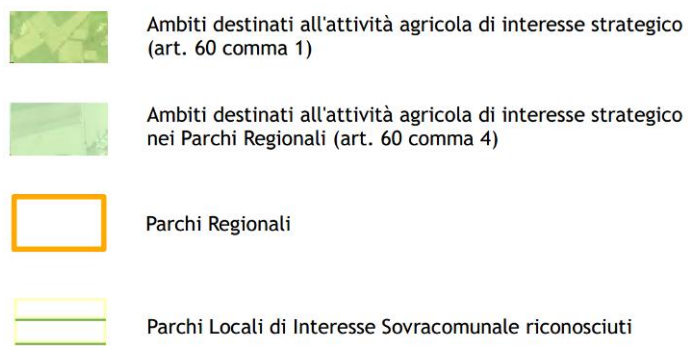 Ambiti destinati all'attività agricola di interesse strategico
(art. 60 comma 1)
Ambiti destinati all'attività agricola di interesse strategico
nei Parchi Regionali (art. 60 comma 4)
Parchi Regionali
Parchi Locali di Interesse Sovracomunale riconosciuti